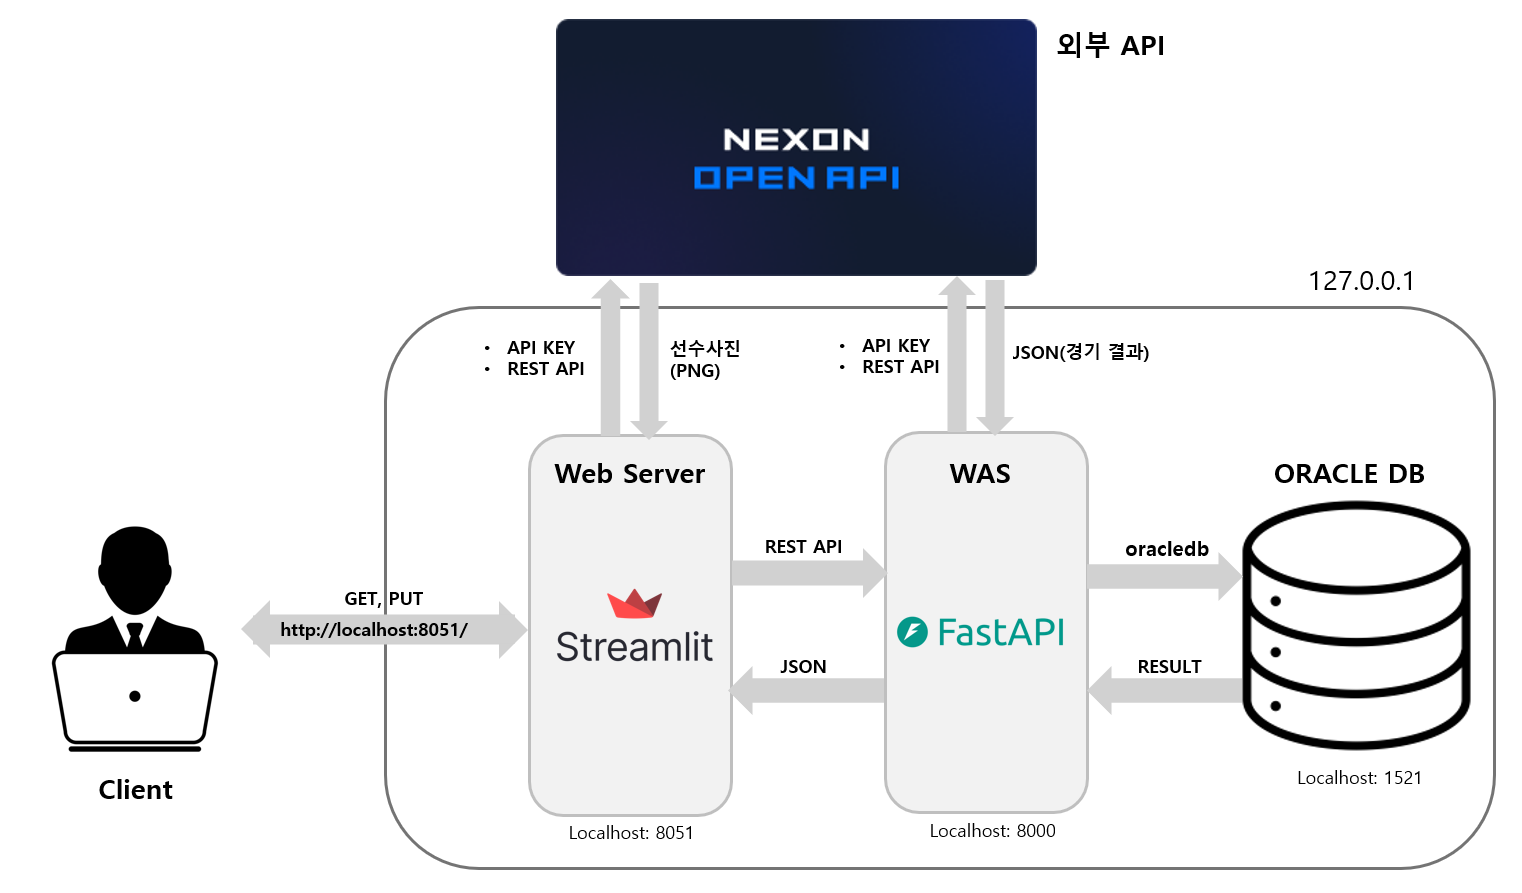 외부 API
NEXON
OPEN API
127.0.0.1
• API KEY
• REST API
선수사진
(PNG)
• API KEY
• REST API
JSON(경기 결과)
Web Server
WAS
ORACLE DB
REST API
oracledb
GET, PUT
http://localhost:8051/
Streamlit
FastAPI
JSON
RESULT
Client
Localhost: 8051
Localhost: 8000
Localhost: 1521